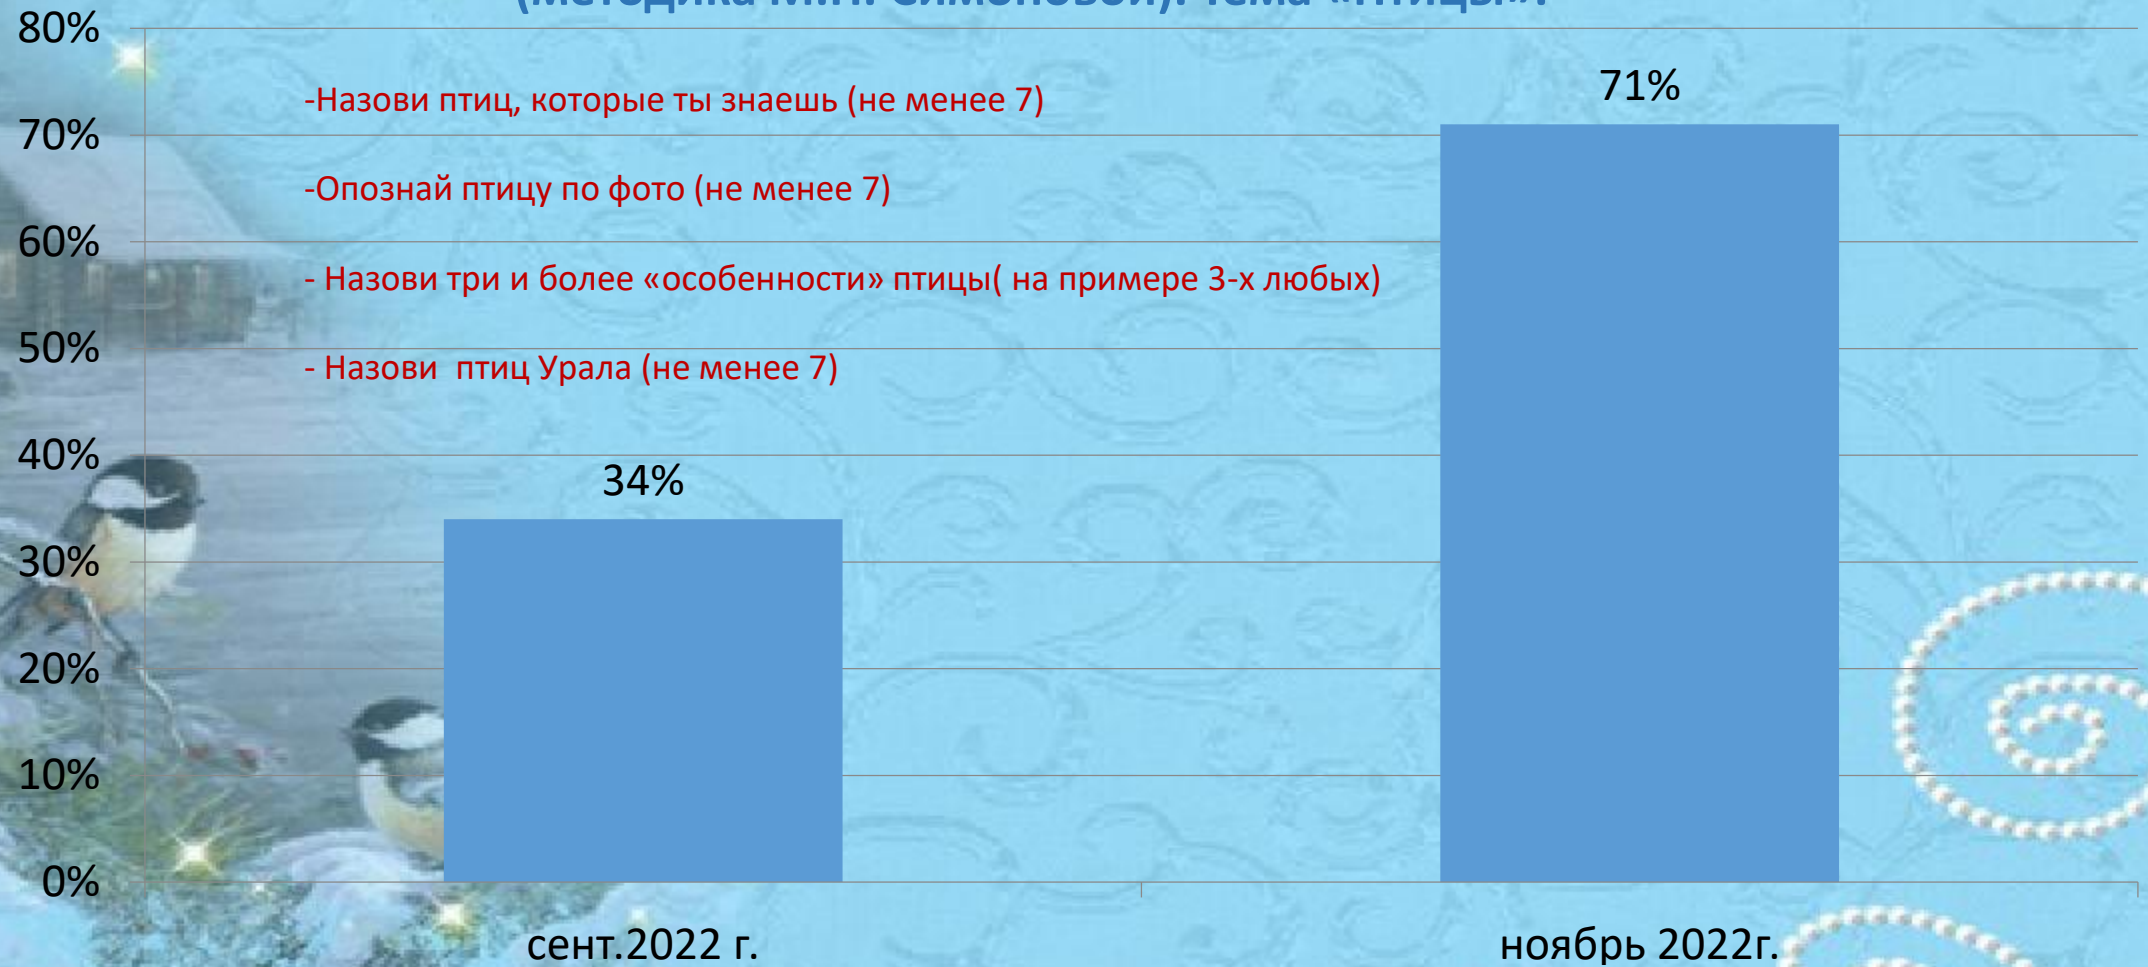 80%
-Назови птиц, которые ты знаешь (не менее 7)
71%
70%
-Опознай птицу по фото (не менее 7)
60%
- Назови три и более «особенности» птицы( на примере 3-х любых)
50%
- Назови  птиц Урала (не менее 7)
40%
34%
30%
20%
10%
0%
сент.2022 г.
ноябрь 2022г.